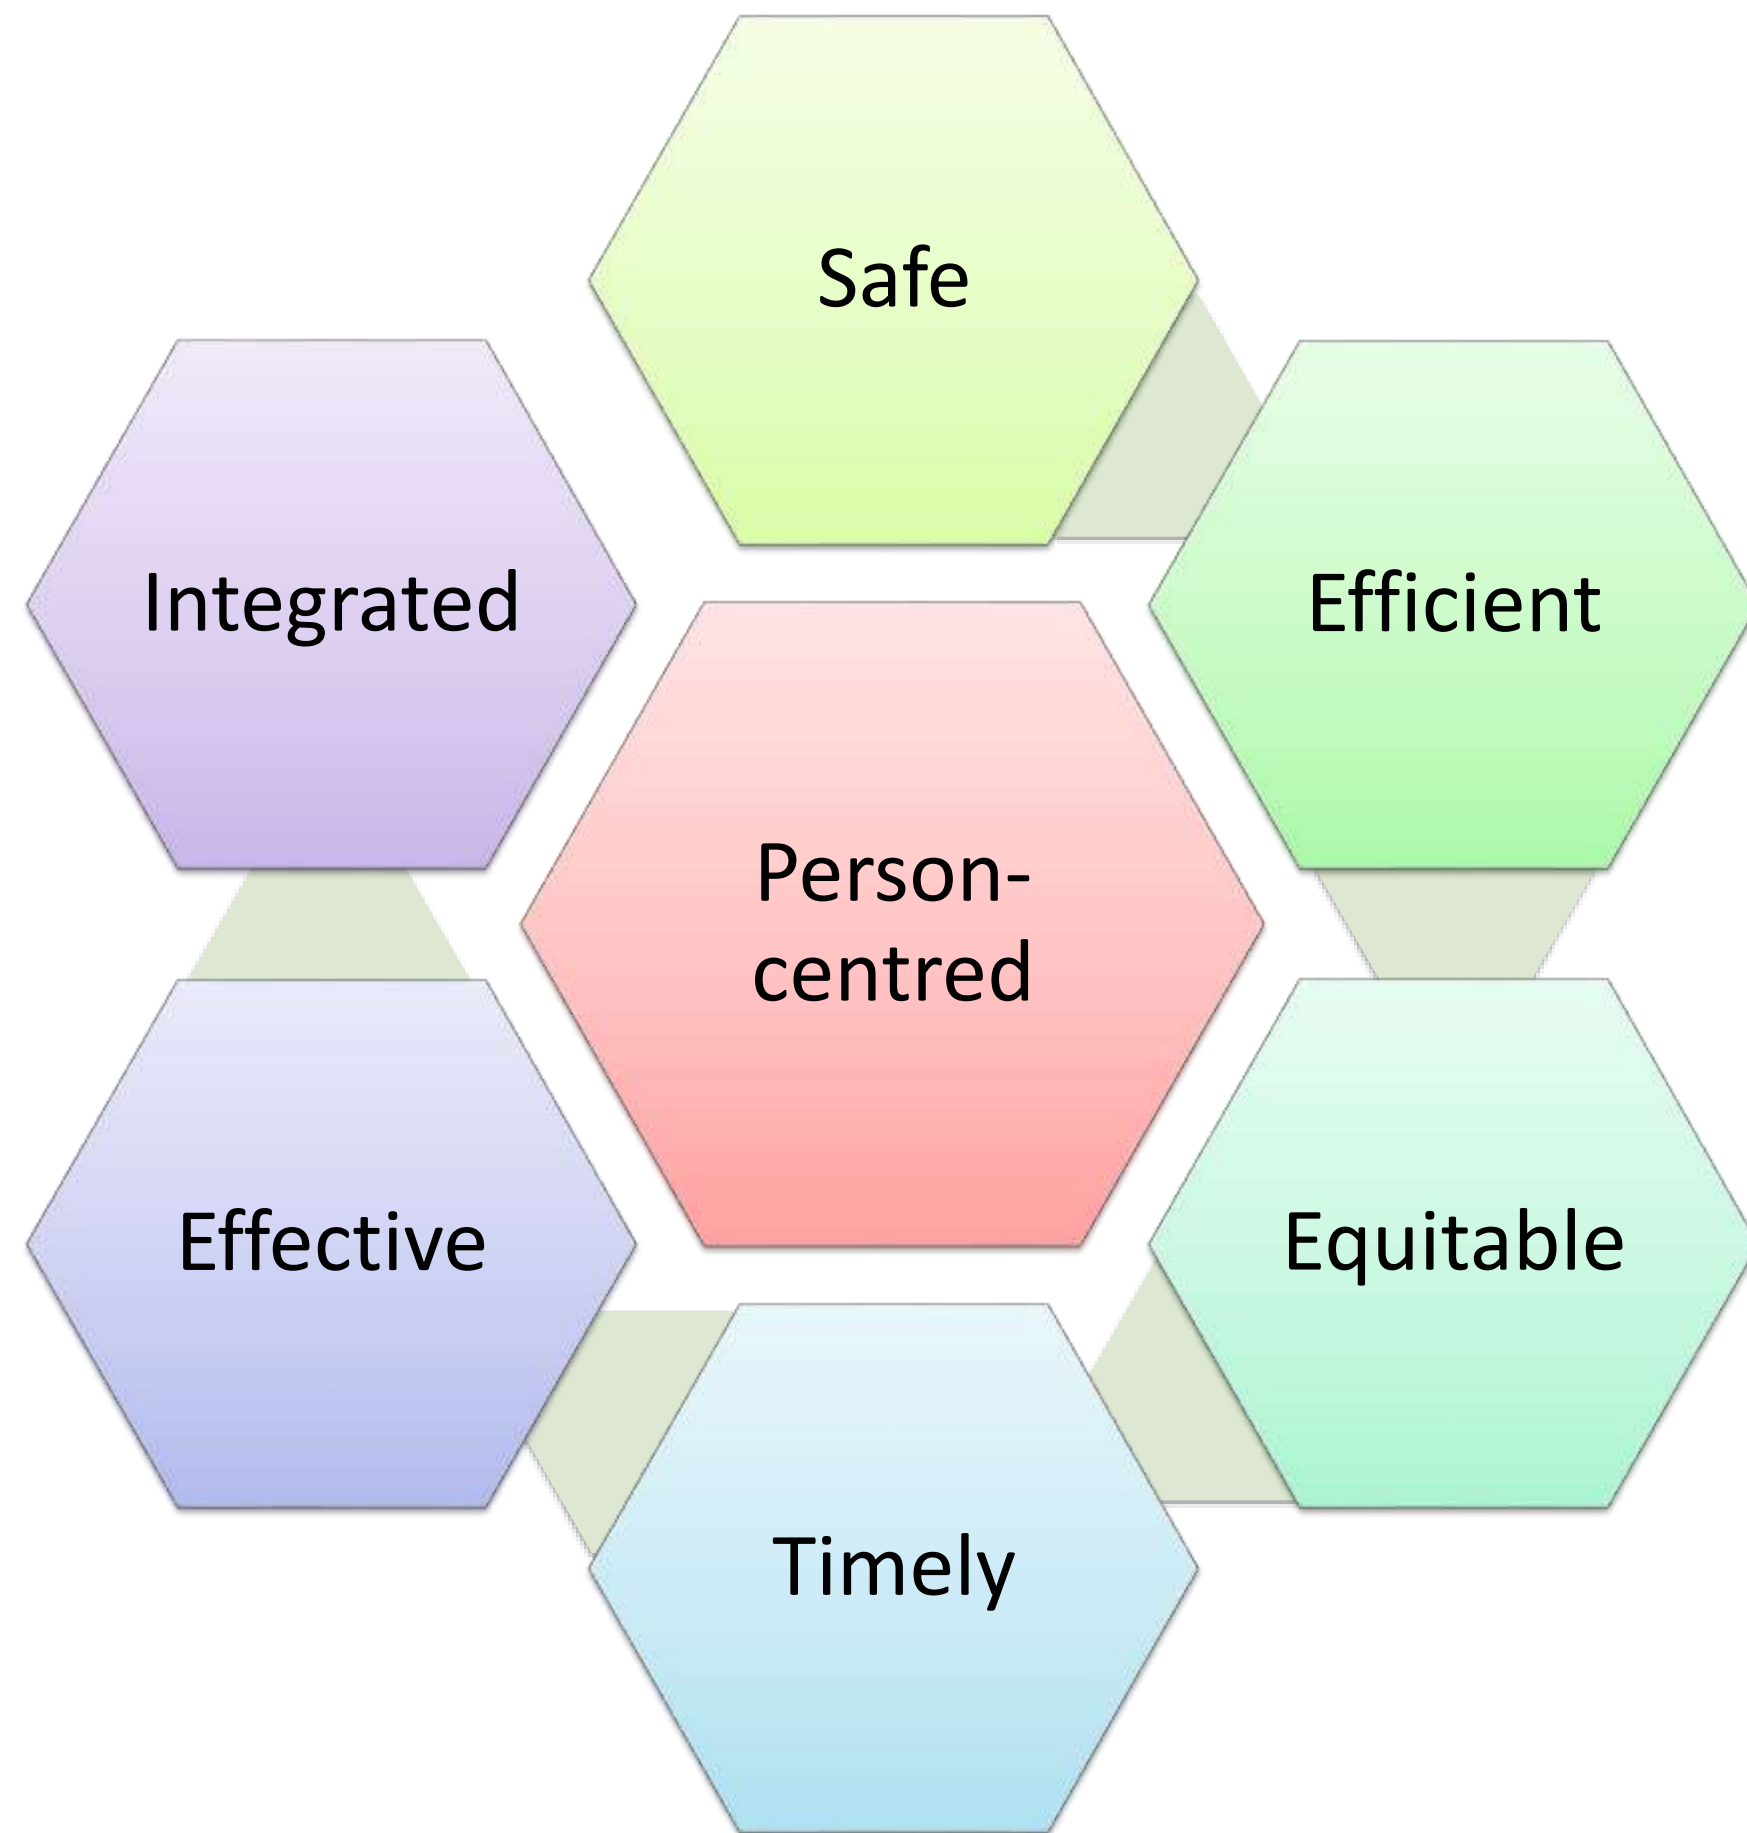 Safe
Integrated
Efficient
Person-
centred
Effective
Equitable
Timely